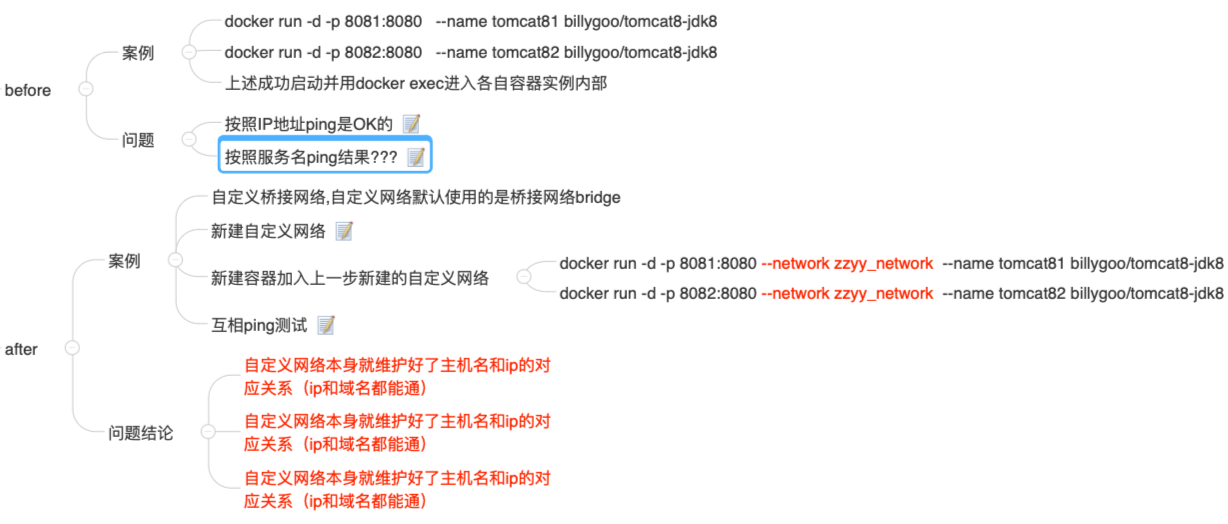 before
案例
docker run -d -p 8081:8080 --name tomcat81 billygoo/tomcat8-jdk8
docker run -d -p 8082:8080 --name tomcat82 billygoo/tomcat8-jdk8
上述成功启动并用docker exec进入各自容器实例内部
问题
按照IP地址ping是OK的
按照服务名ping结果???
after
案例
自定义桥接网络,自定义网络默认使用的是桥接网络bridge
新建自定义网络
新建容器加入上一步新建的自定义网络
docker run -d -p 8081:8080 --network zzyy_network --name tomcat81 billygoo/tomcat8-jdk8
docker run -d -p 8082:8080 --network zzyy_network --name tomcat82 billygoo/tomcat8-jdk8
互相ping测试
问题结论
自定义网络本身就维护好了主机名和ip的对
应关系（ip和域名都能通）
自定义网络本身就维护好了主机名和ip的对
应关系（ip和域名都能通）
自定义网络本身就维护好了主机名和ip的对
应关系（ip和域名都能通）